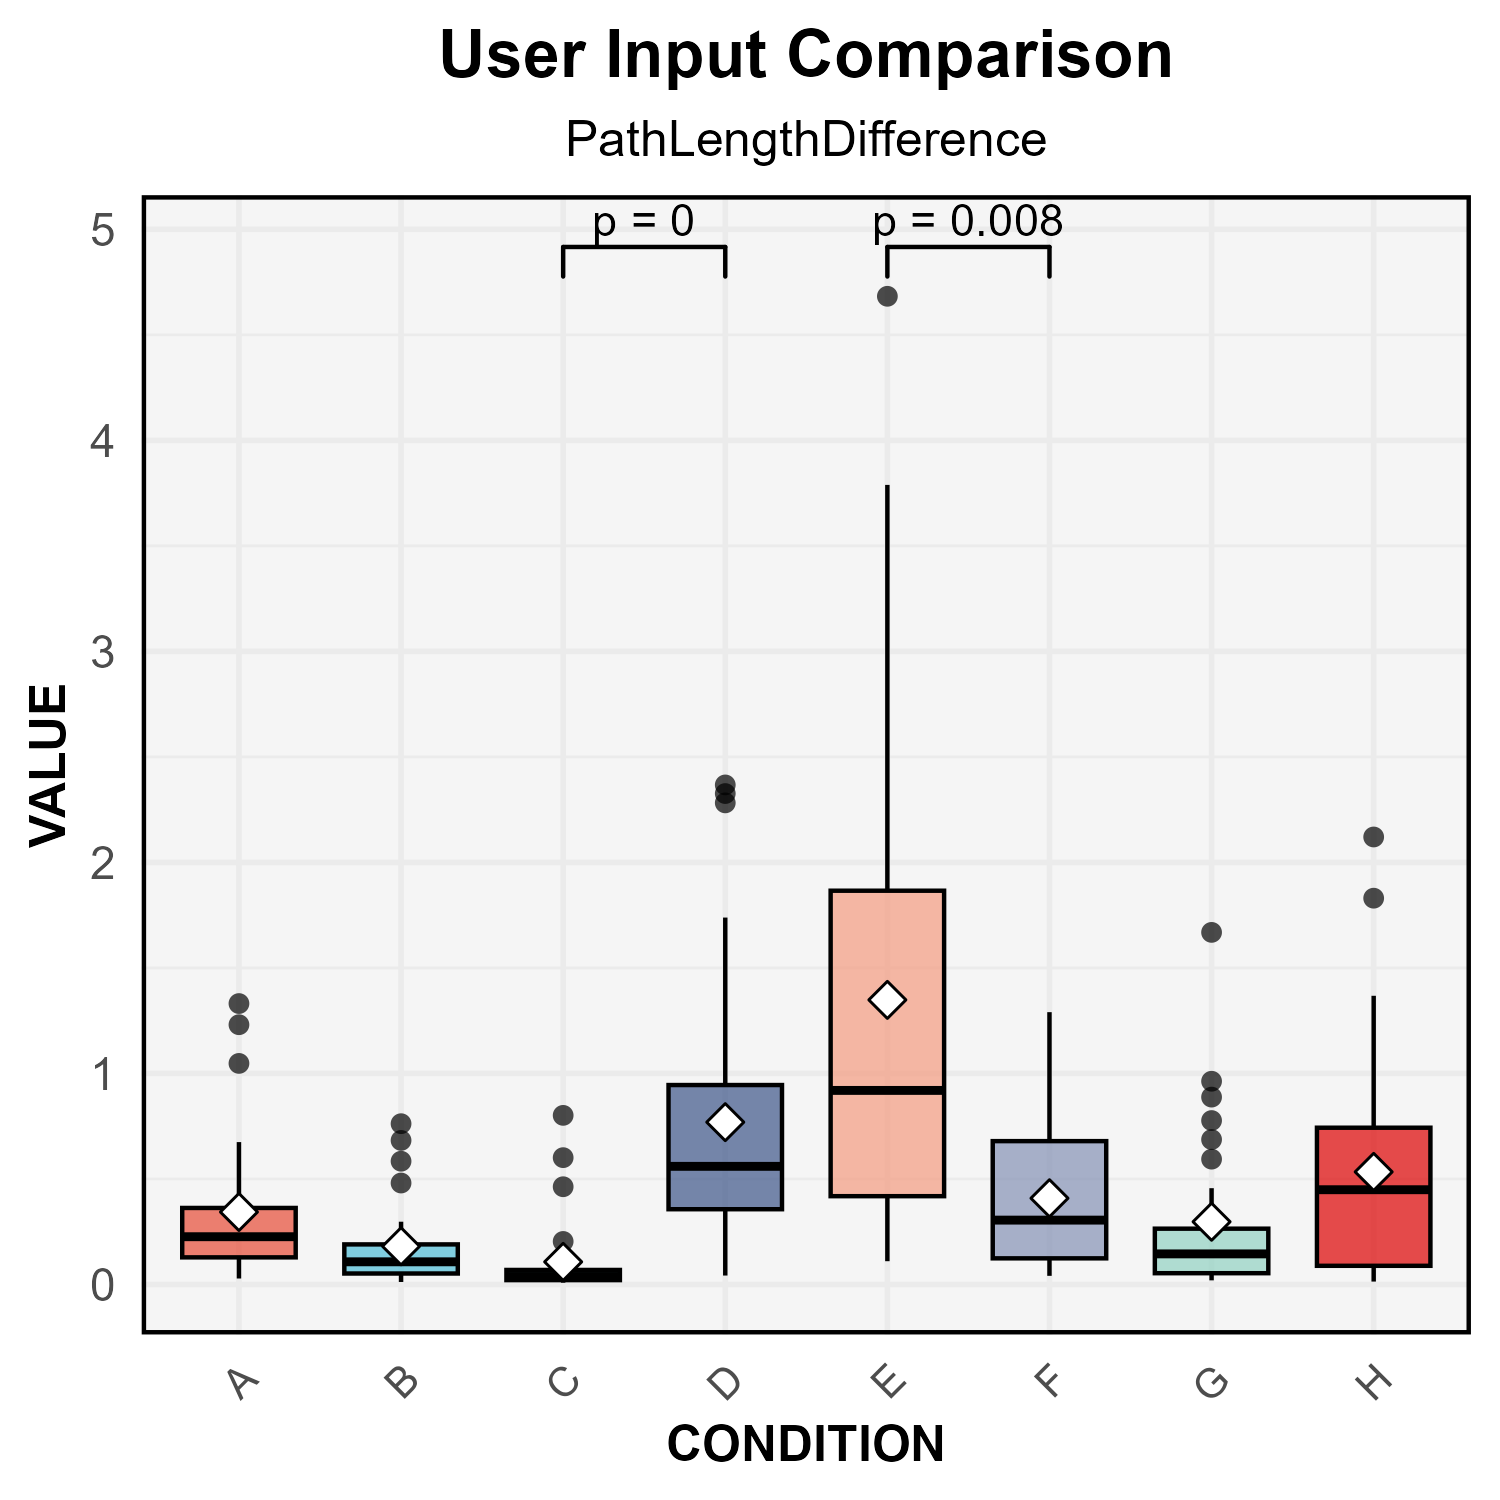 User Input Comparison
PathLengthDifference
p = 0
p = 0.008
5
4
3
2
1
0
VALUE
A
B
C
D
E
F
G
H
CONDITION